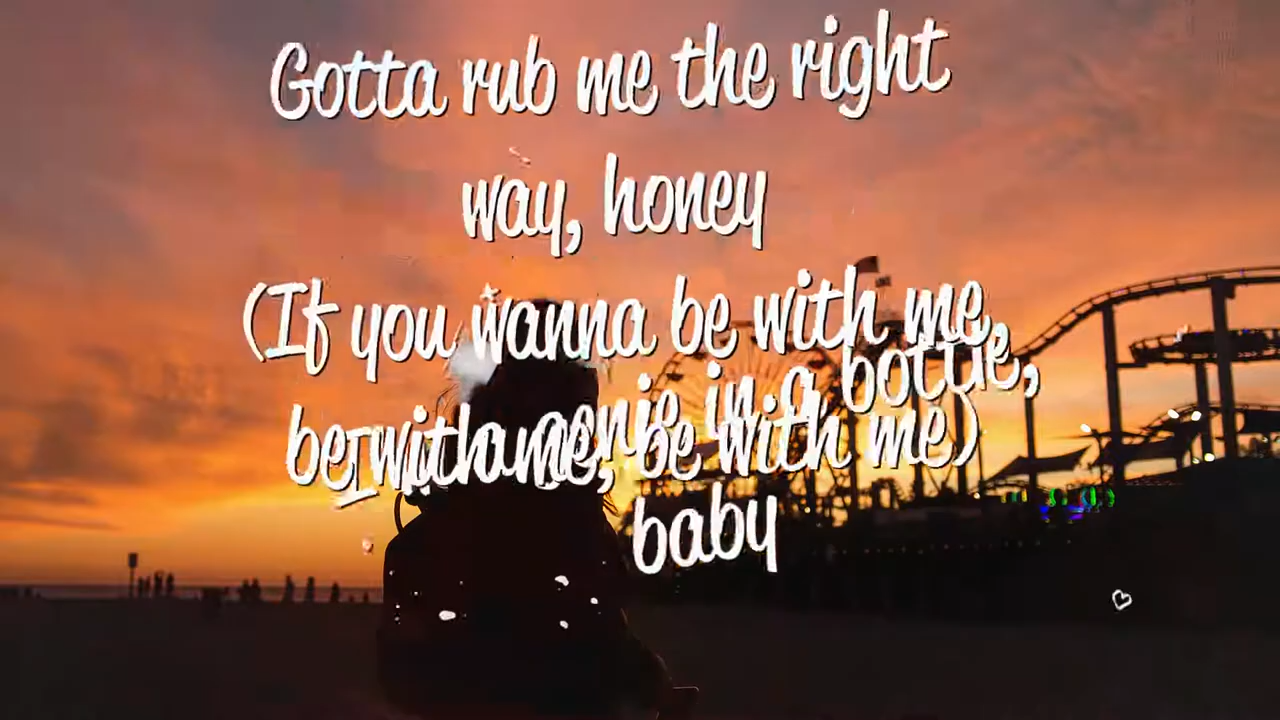 Gotta rub me the right
way, honey
(If you wanna be with me,
be with me, be with me)
genie in a bottle,
baby